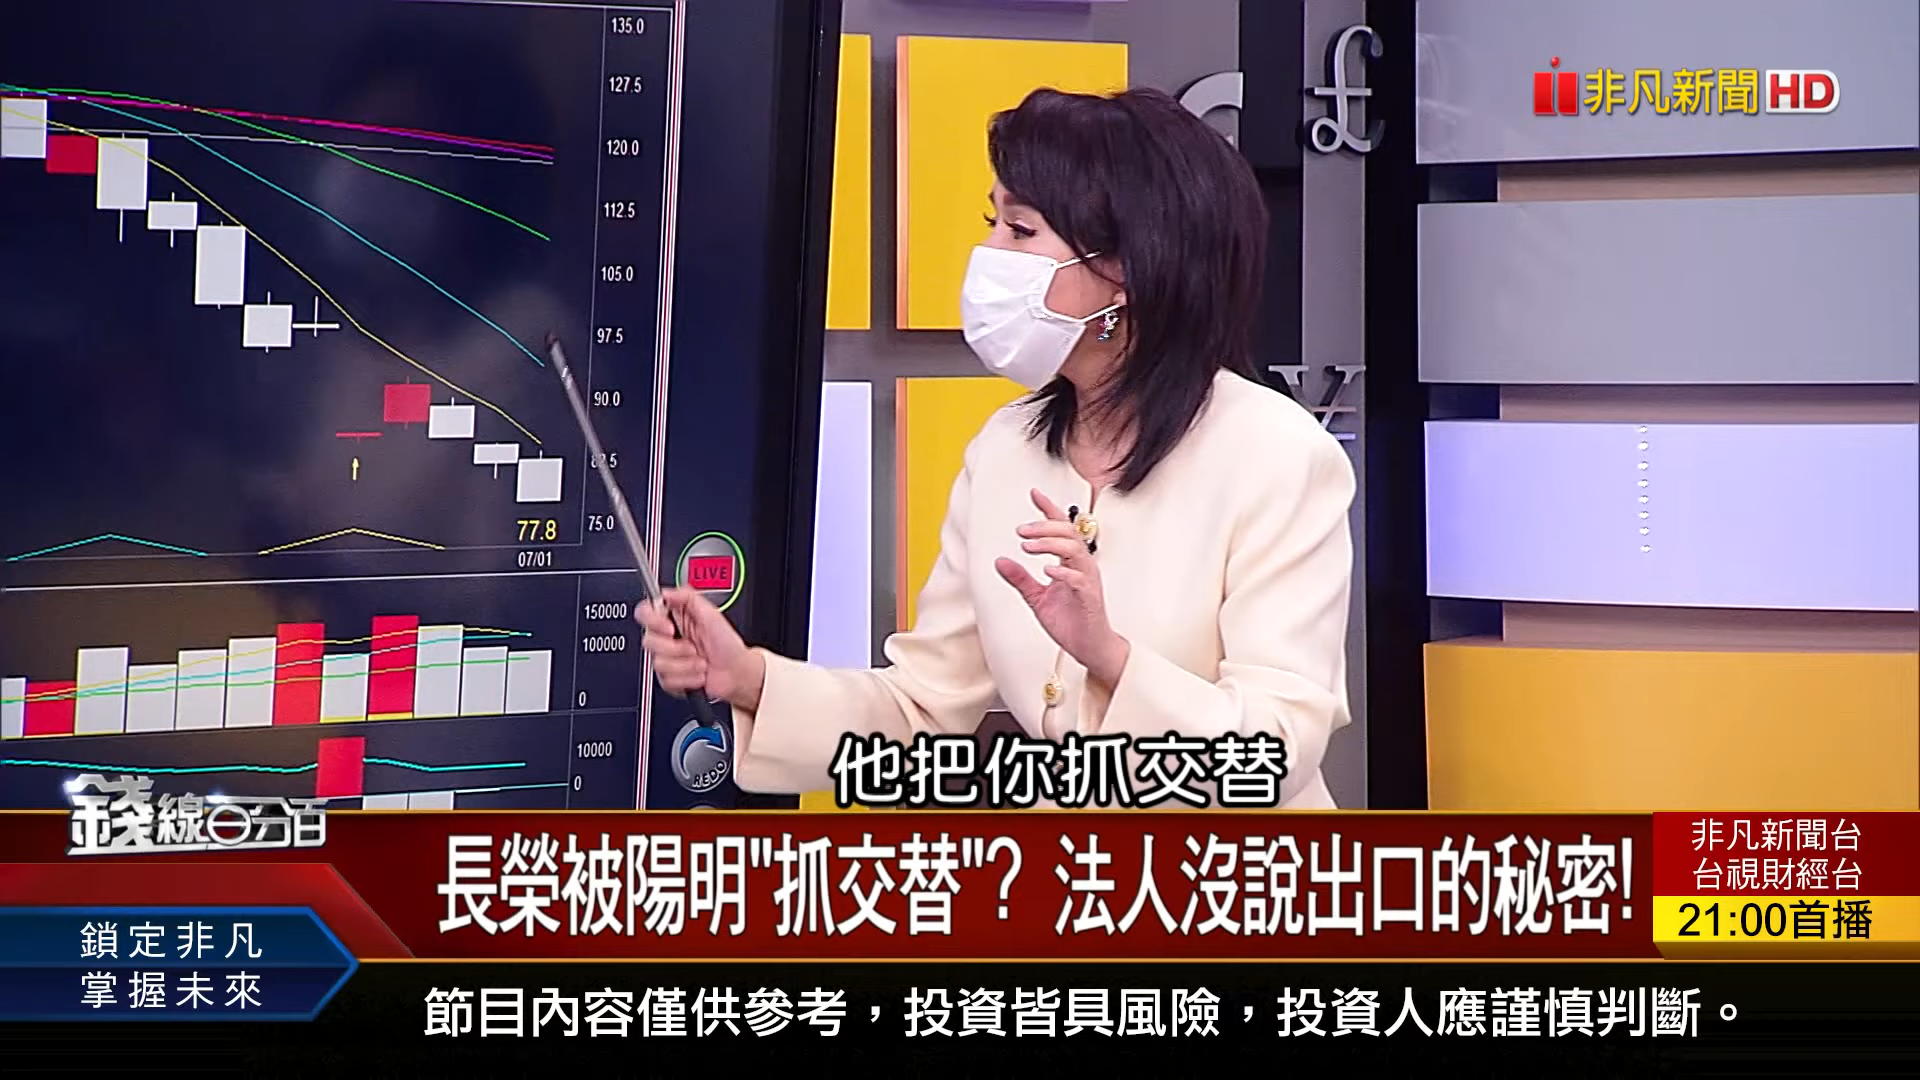 135.0
127.5
120.0
112.5
105.0
97.5
90.0
82.5
75.0
77.8
07/01
150000
100000
0
10000
0
LIVE
REDO
£
¥
非凡新聞HD
他把你抓交替
錢線百分百
長榮被陽明"抓交替"? 法人沒說出口的秘密!
非凡新聞台
台視財經台
21:00首播
鎖定非凡
掌握未來
節目內容僅供參考，投資皆具風險，投資人應謹慎判斷。